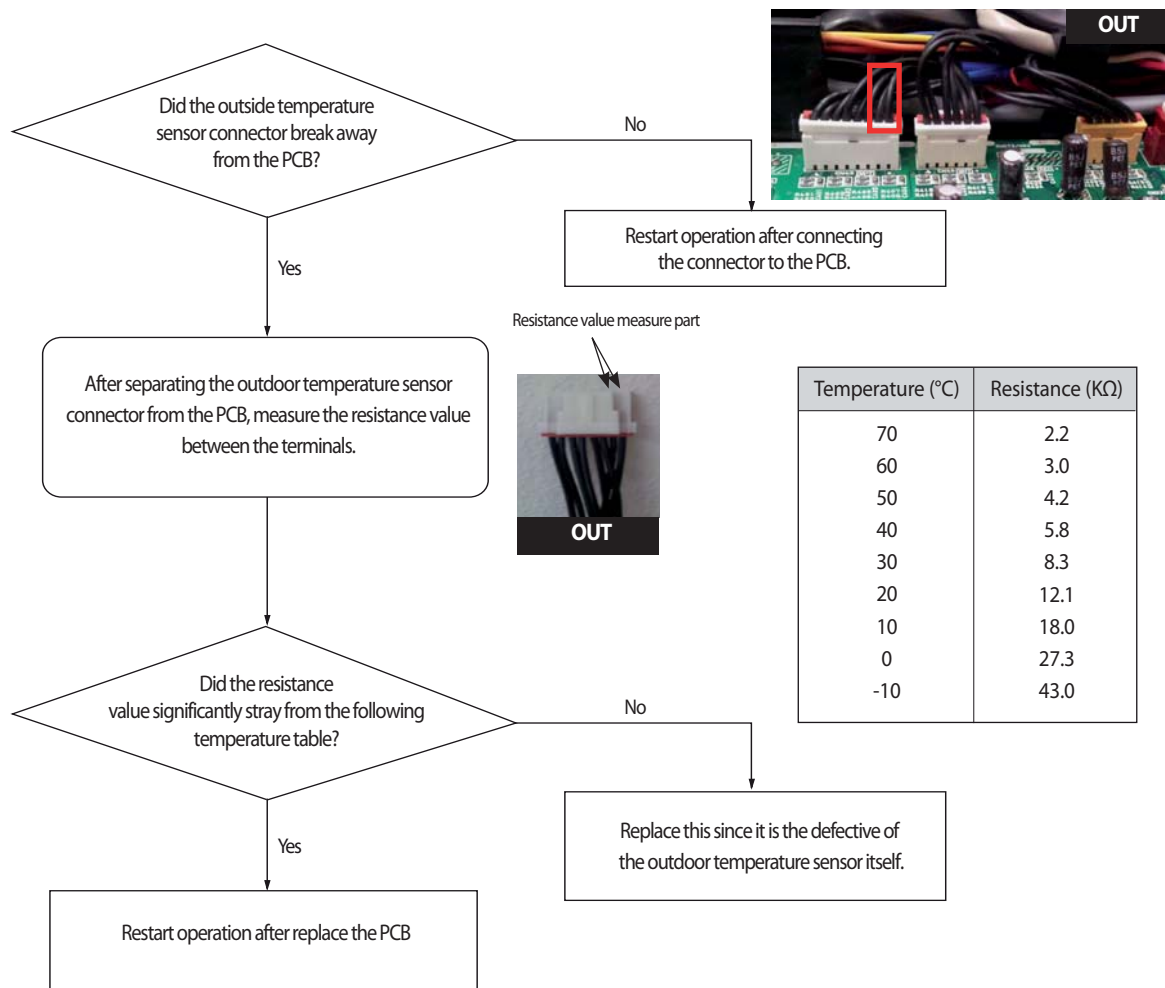 OUT
Did the outside temperature
sensor connector break away
from the PCB?
No
Restart operation after connecting
the connector to the PCB.
Yes
Resistance value measure part
After separating the outdoor temperature sensor
connector from the PCB, measure the resistance value
between the terminals.
OUT
Temperature (°C) Resistance (KΩ)
70 2.2
60 3.0
50 4.2
40 5.8
30 8.3
20 12.1
10 18.0
0 27.3
-10 43.0
Did the resistance
value significantly stray from the following
temperature table?
No
Replace this since it is the defective of
the outdoor temperature sensor itself.
Yes
Restart operation after replace the PCB